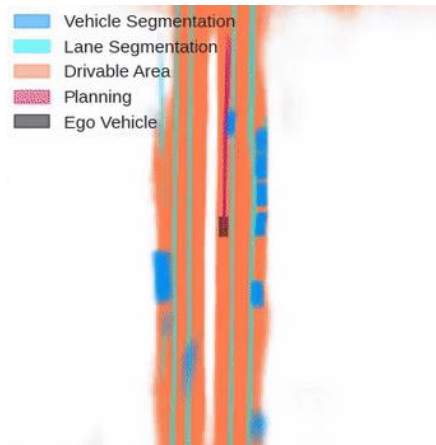 Vehicle Segmentation
Lane Segmentation
Drivable Area
Planning
Ego Vehicle